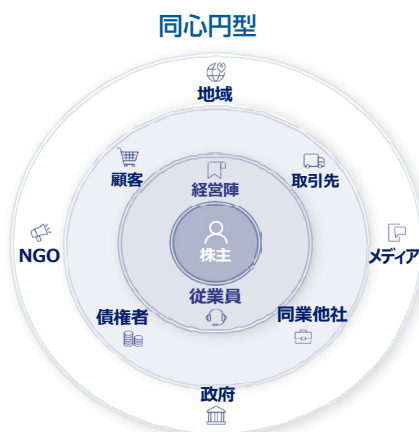 同心円型
地域
顧客
経営陣
取引先
NGO
株主
メディア
従業員
債権者
同業他社
政府